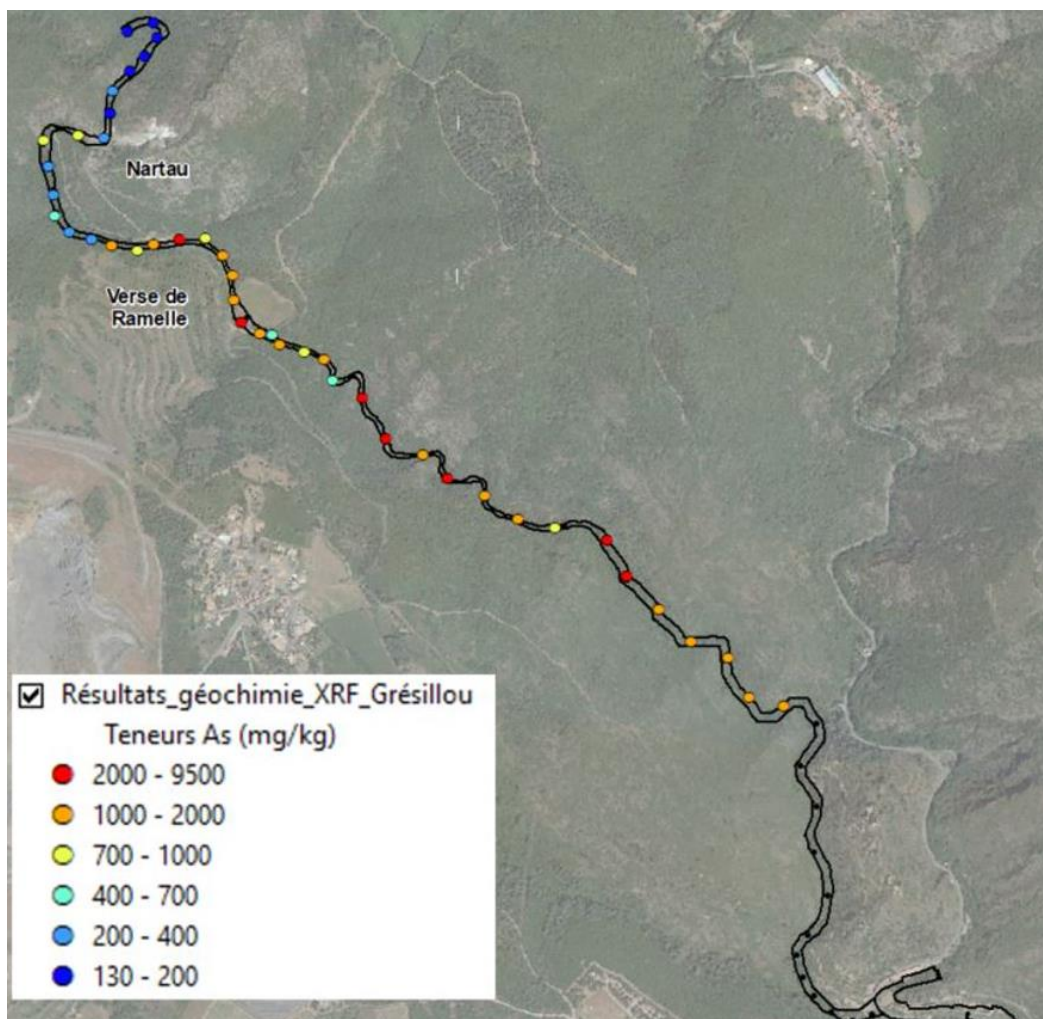 Nartau
Verse de
Ramelle
Résultats_géochimie_XRF_Grésillou
Teneurs As (mg/kg)
2000 - 9500
1000 - 2000
700 - 1000
400 - 700
200 - 400
130 - 200